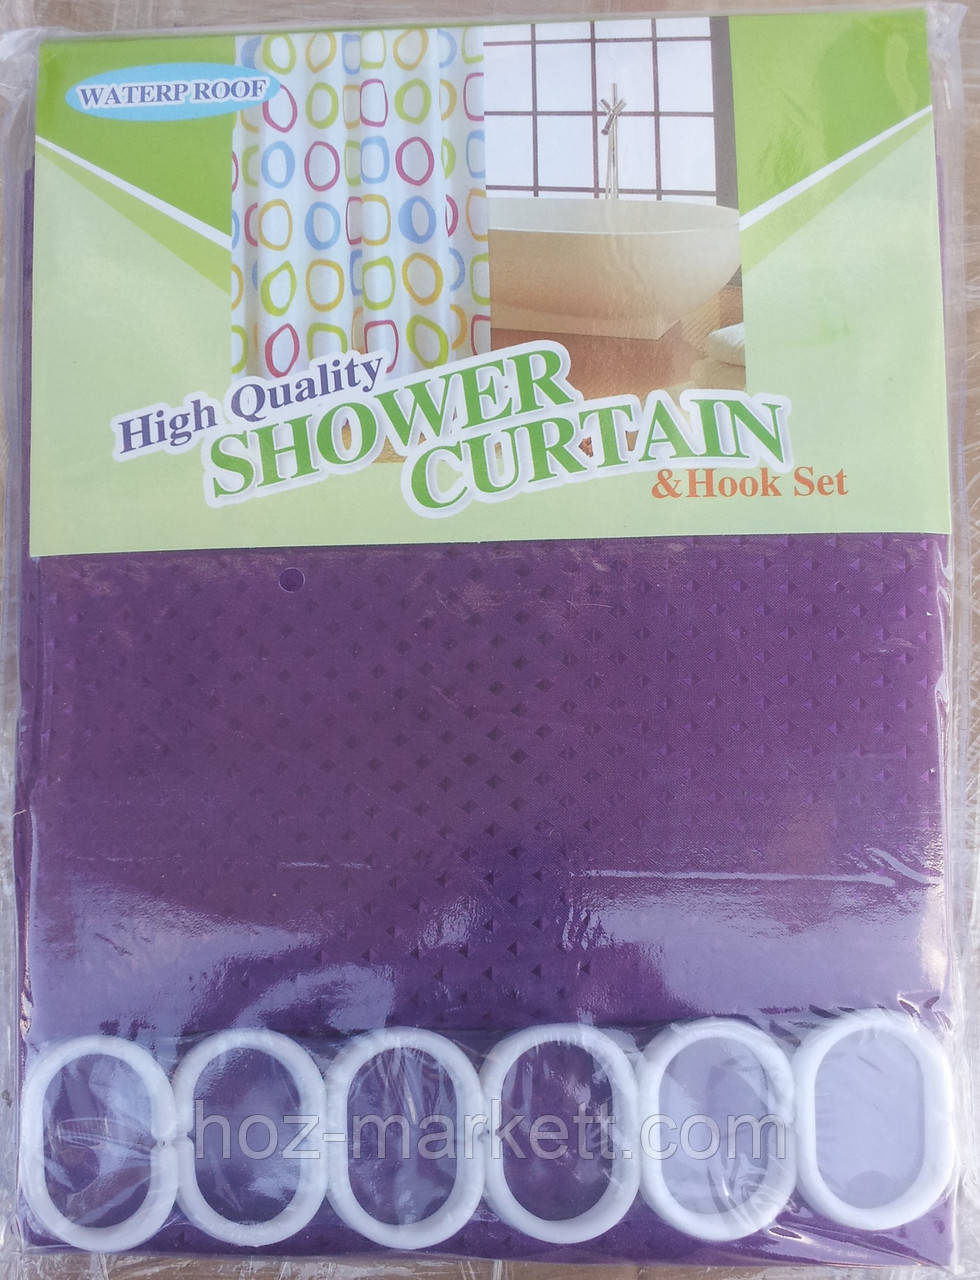 WATERP ROOF
High Quality
SHOWER
CURTAIN
&Hook Set
hoz-markett.com